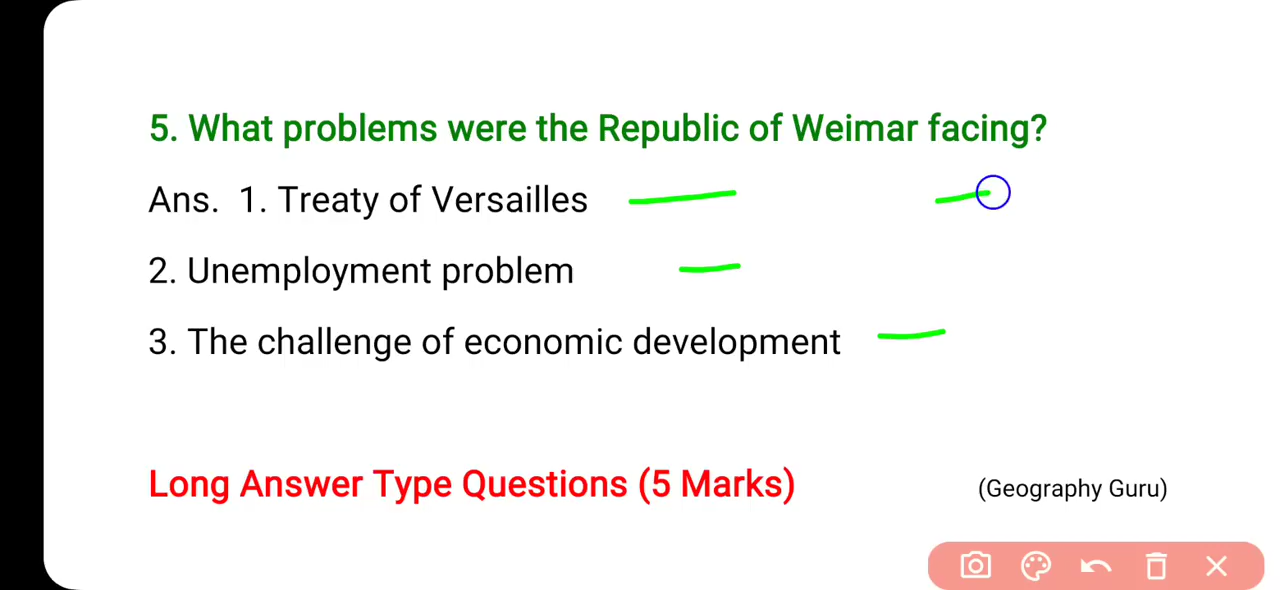 5. What problems were the Republic of Weimar facing?
Ans. 1. Treaty of Versailles
2. Unemployment problem
3. The challenge of economic development
Long Answer Type Questions (5 Marks)
(Geography Guru)